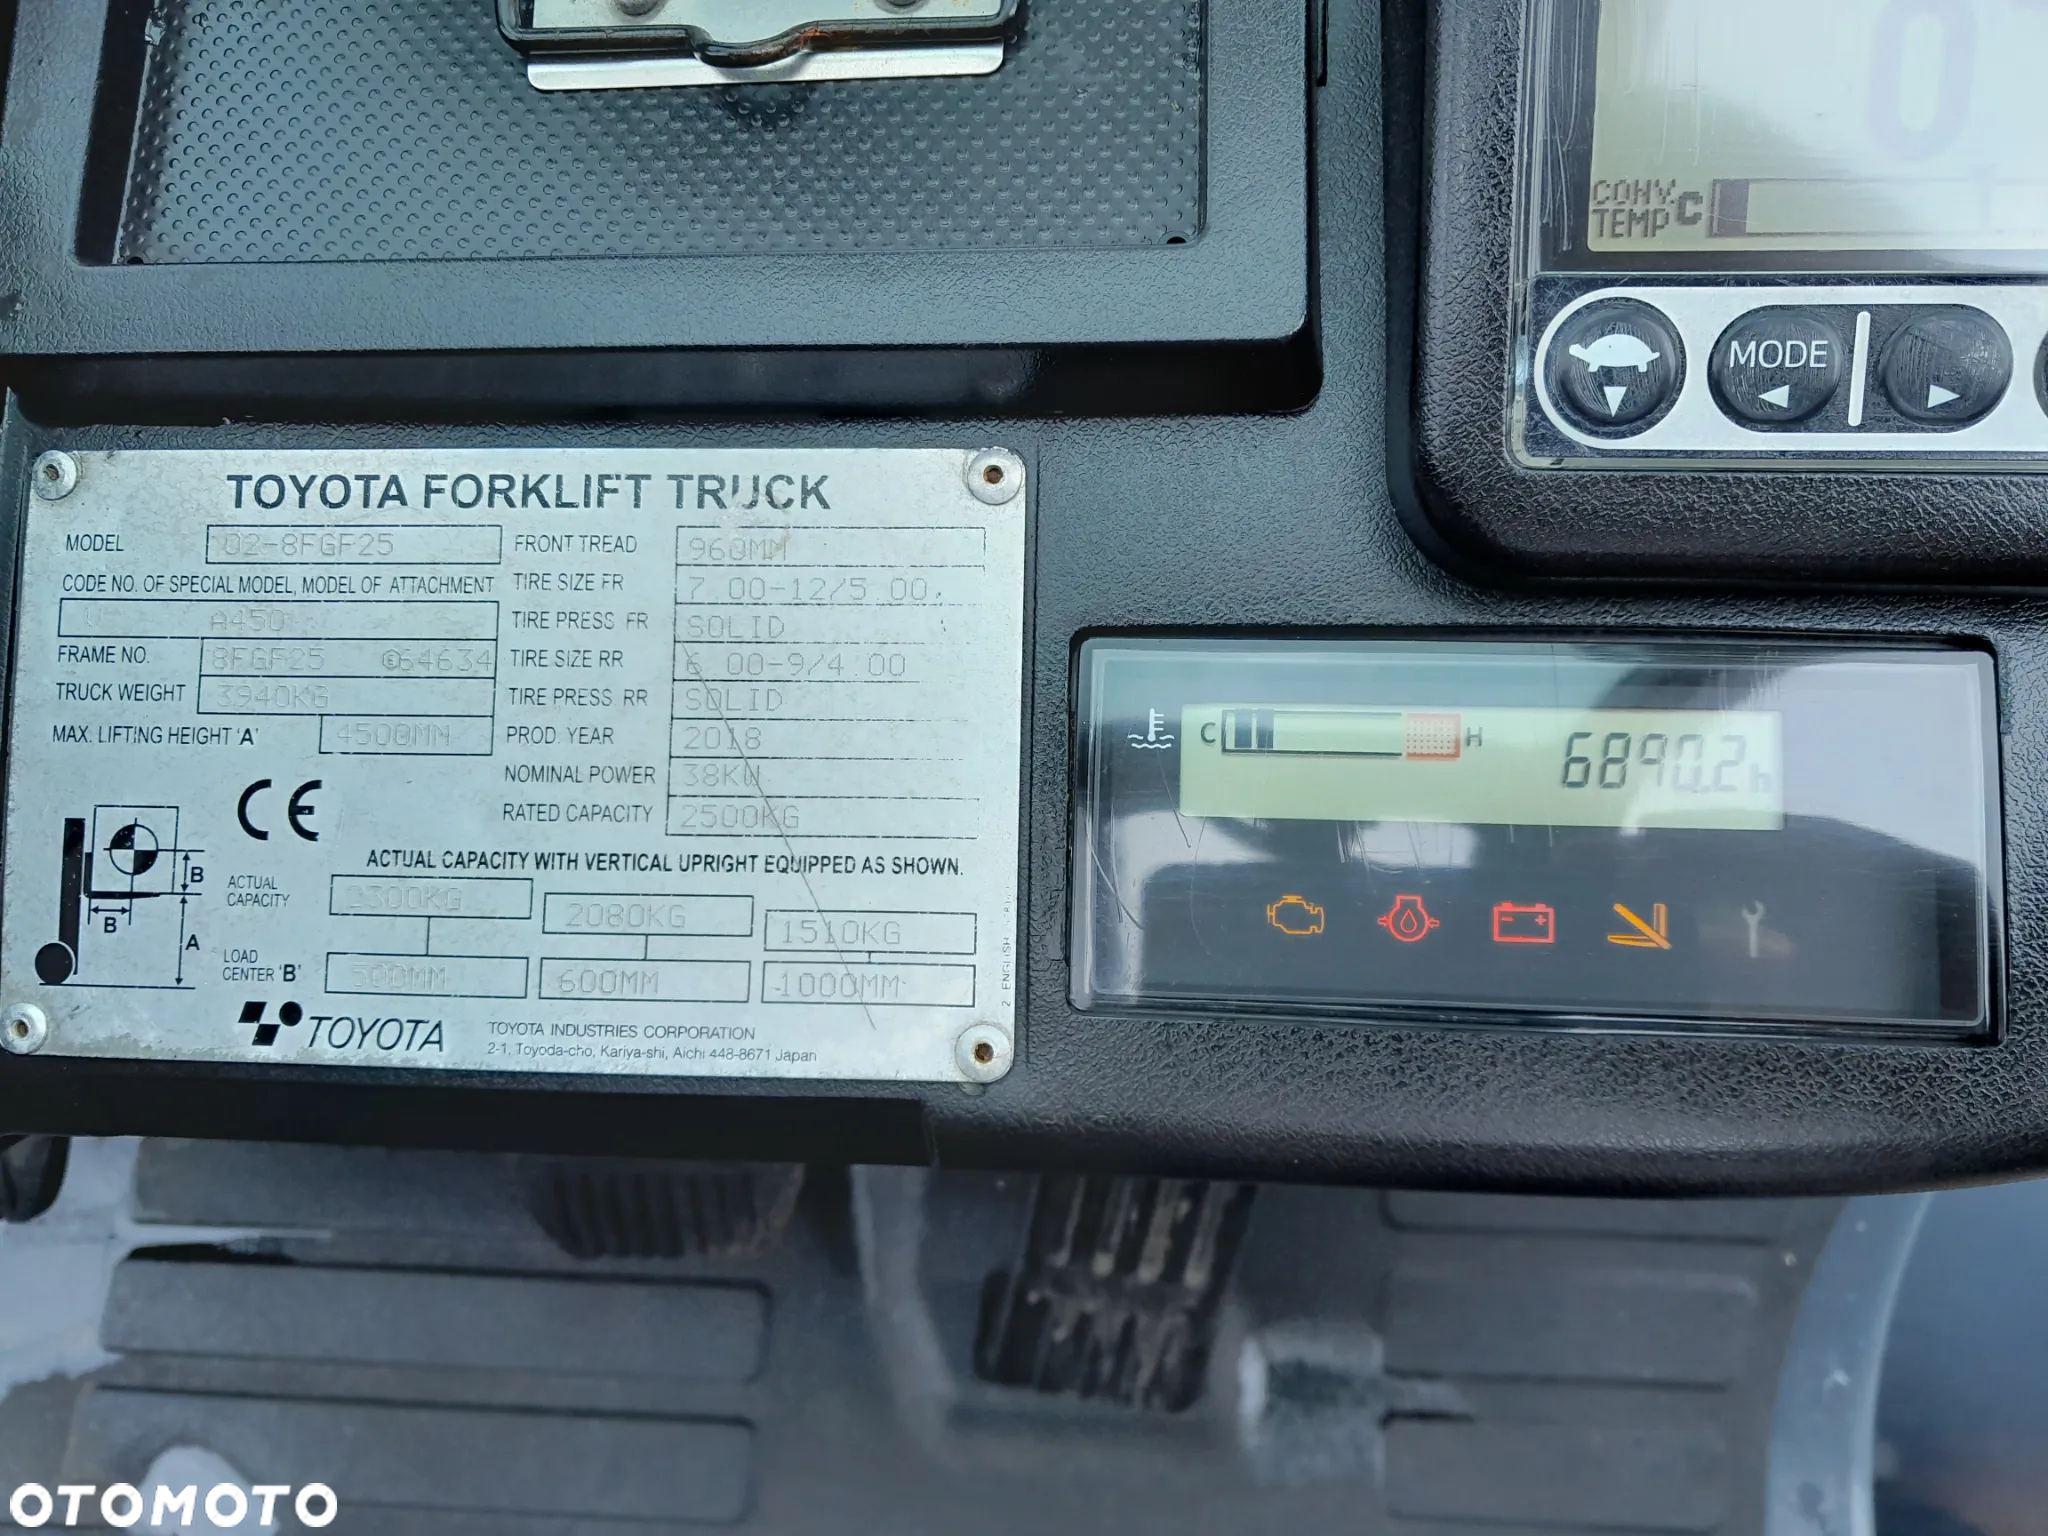 0
CONV. TEMP C
MODE
TOYOTA FORKLIFT TRUCK
MODEL 02-8FGF25
CODE NO. OF SPECIAL MODEL, MODEL OF ATTACHMENT
U A450
FRAME NO. 8FGF25 E64634
TRUCK WEIGHT 3940KG
MAX. LIFTING HEIGHT 'A' 4500MM
FRONT TREAD 960MM
TIRE SIZE FR 7.00-12/5.00
TIRE PRESS FR SOLID
TIRE SIZE RR 6.00-9/4.00
TIRE PRESS RR SOLID
PROD. YEAR 2018
NOMINAL POWER 38KW
RATED CAPACITY 2500KG
CE
ACTUAL CAPACITY WITH VERTICAL UPRIGHT EQUIPPED AS SHOWN.
ACTUAL CAPACITY 2300KG 2080KG 1510KG
LOAD CENTER 'B' 500MM 600MM 1000MM
B
B
A
TOYOTA
TOYOTA INDUSTRIES CORPORATION
2-1, Toyoda-cho, Kariya-shi, Aichi 448-8671 Japan
2 ENGLISH
C H 6890.2h
OTOMOTO